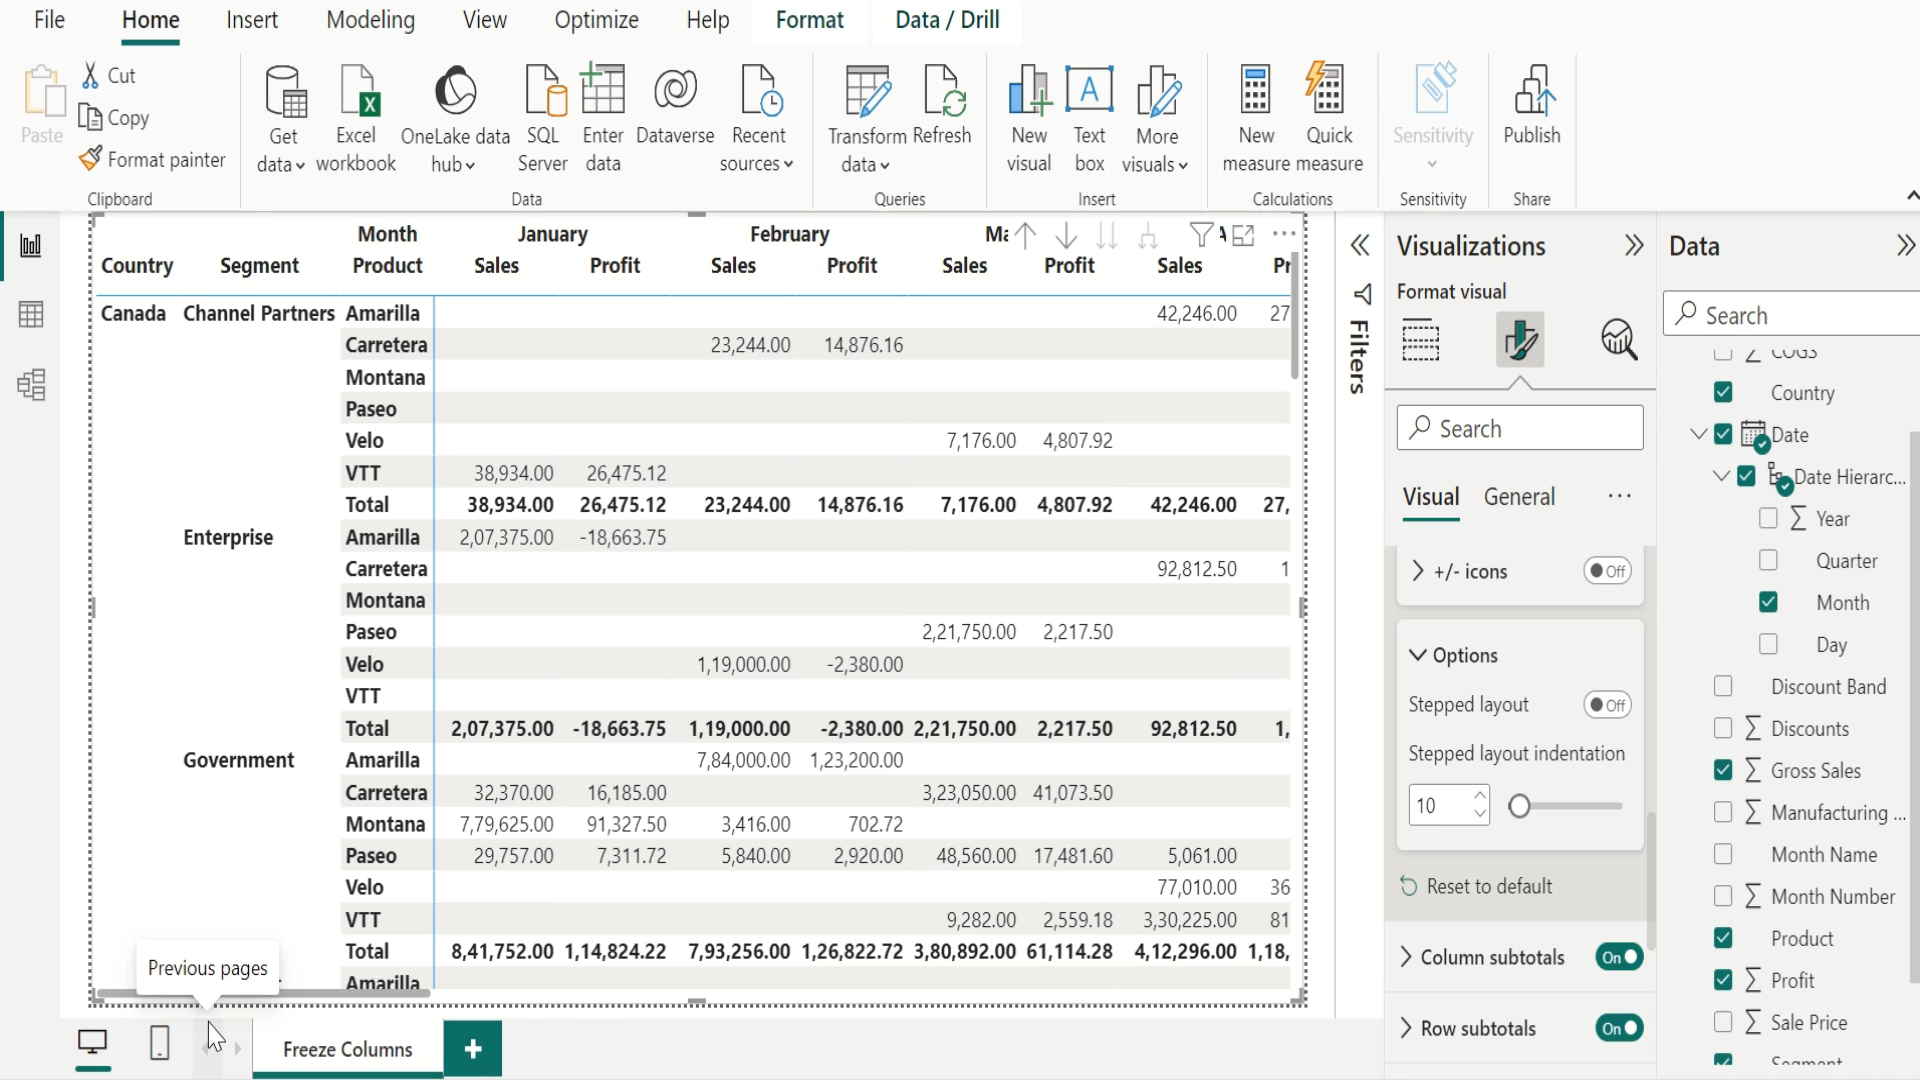 File Home Insert Modeling View Optimize Help Format Data / Drill
Paste
Cut
Copy
Format painter
Clipboard
Get data
Excel workbook
OneLake data hub
SQL Server
Enter data
Dataverse
Recent sources
Data
Transform data
Refresh
Queries
New visual
Text box
More visuals
Insert
New measure
Quick measure
Calculations
Sensitivity
Sensitivity
Publish
Share
Month January February
Country Segment Product Sales Profit Sales Profit Sales Profit Sales
Canada Channel Partners Amarilla 42,246.00 27
Carretera 23,244.00 14,876.16
Montana
Paseo
Velo 7,176.00 4,807.92
VTT 38,934.00 26,475.12
Total 38,934.00 26,475.12 23,244.00 14,876.16 7,176.00 4,807.92 42,246.00 27,
Enterprise Amarilla 2,07,375.00 -18,663.75
Carretera 92,812.50 1
Montana
Paseo 2,21,750.00 2,217.50
Velo 1,19,000.00 -2,380.00
VTT
Total 2,07,375.00 -18,663.75 1,19,000.00 -2,380.00 2,21,750.00 2,217.50 92,812.50 1,
Government Amarilla 7,84,000.00 1,23,200.00
Carretera 32,370.00 16,185.00 3,23,050.00 41,073.50
Montana 7,79,625.00 91,327.50 3,416.00 702.72
Paseo 29,757.00 7,311.72 5,840.00 2,920.00 48,560.00 17,481.60 5,061.00
Velo 77,010.00 36
VTT 9,282.00 2,559.18 3,30,225.00 81
Total 8,41,752.00 1,14,824.22 7,93,256.00 1,26,822.72 3,80,892.00 61,114.28 4,12,296.00 1,18,
Amarilla
Previous pages
Freeze Columns
+
Filters
Visualizations
Format visual
Search
Visual General
+/- icons Off
Options
Stepped layout Off
Stepped layout indentation
10
Reset to default
Column subtotals On
Row subtotals On
Data
Search
COGS
Country
Date
Date Hierarc...
Year
Quarter
Month
Day
Discount Band
Discounts
Gross Sales
Manufacturing ...
Month Name
Month Number
Product
Profit
Sale Price
Segment